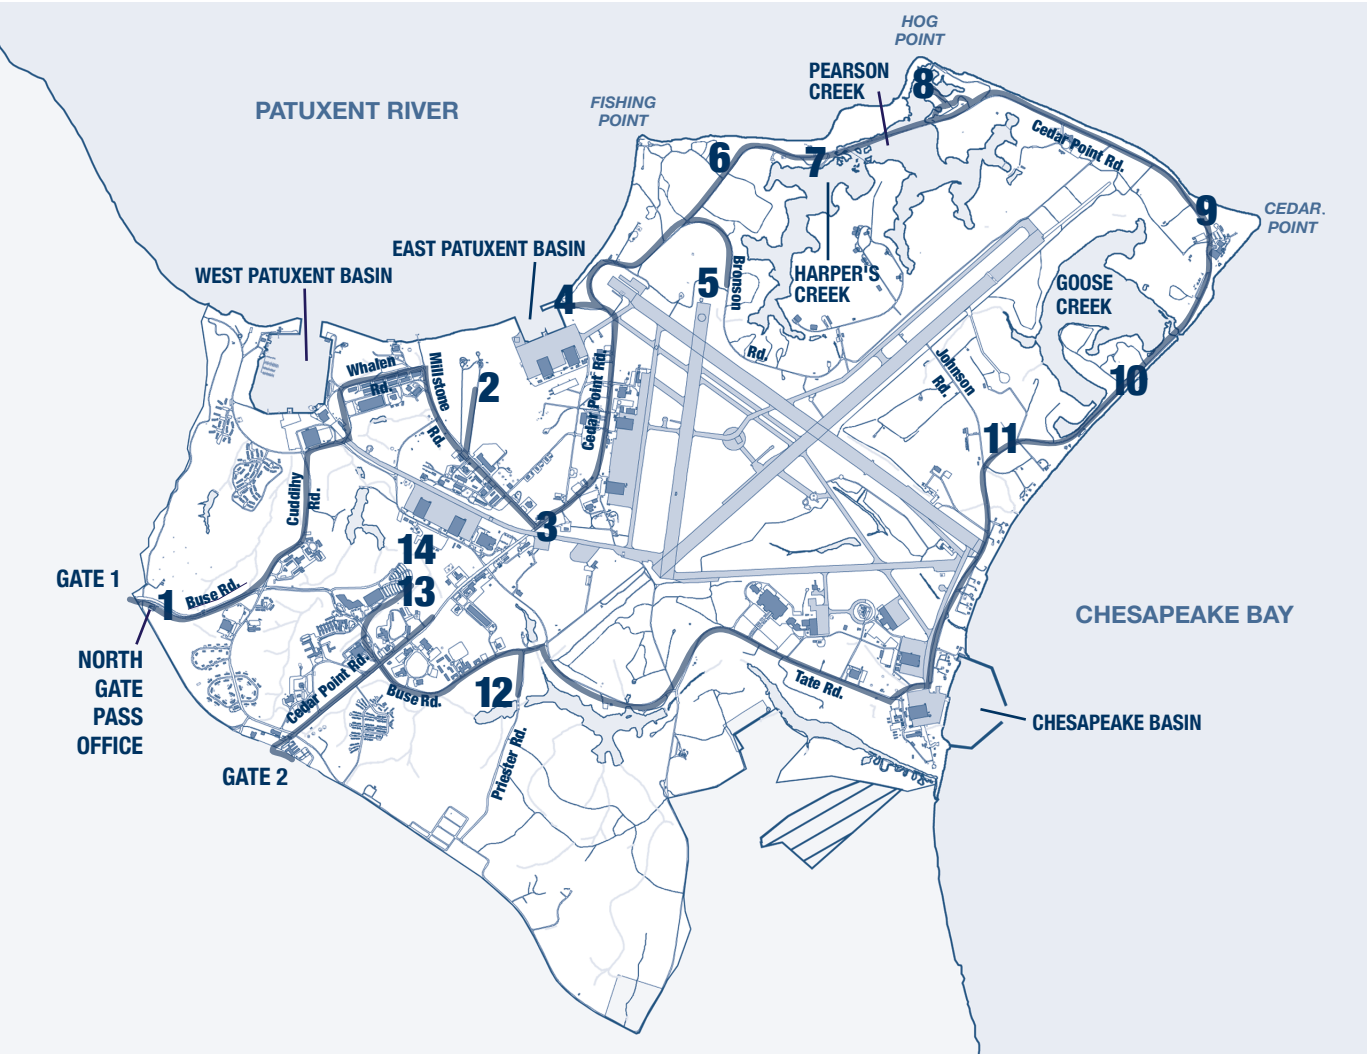 HOG
POINT
PEARSON
CREEK
8
PATUXENT RIVER
FISHING
POINT
Cedar Point Rd.
6
7
9
CEDAR.
POINT
EAST PATUXENT BASIN
WEST PATUXENT BASIN
HARPER'S
CREEK
GOOSE
CREEK
5
Bronson
Rd.
4
Whalen
Rd.
Millstone
Rd.
2
Cedar Point Rd.
Johnson
Rd.
10
11
Cuddihy
Rd.
3
14
13
GATE 1
1
Buse Rd.
NORTH
GATE
PASS
OFFICE
CHESAPEAKE BAY
Cedar Point Rd.
Buse Rd.
12
Tate Rd.
CHESAPEAKE BASIN
GATE 2
Priester Rd.